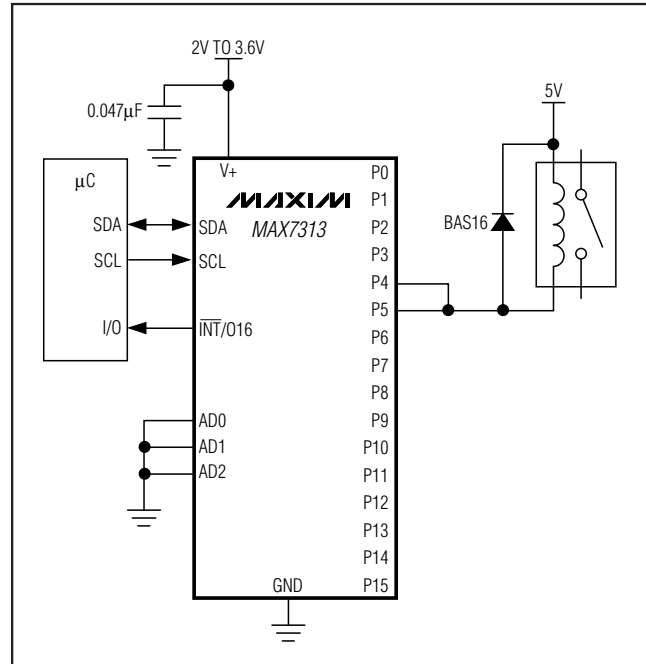 2V TO 3.6V
0.047μF
5V
μC
V+
MAXIM
MAX7313
SDA
SDA
SCL
SCL
I/O
INT/O16
AD0
AD1
AD2
GND
P0
P1
P2
P3
P4
P5
P6
P7
P8
P9
P10
P11
P12
P13
P14
P15
BAS16